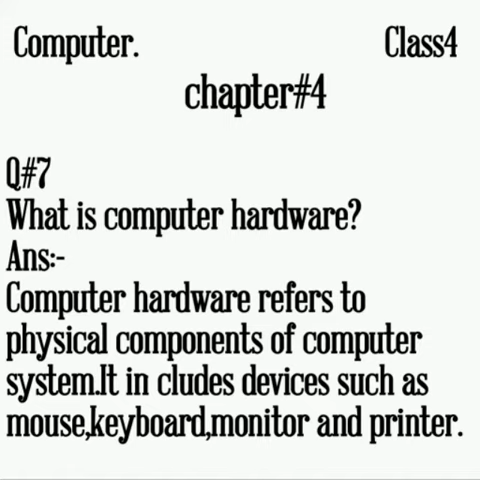 Computer. Class4
chapter#4
Q#7
What is computer hardware?
Ans:-
Computer hardware refers to
physical components of computer
system.It in cludes devices such as
mouse,keyboard,monitor and printer.